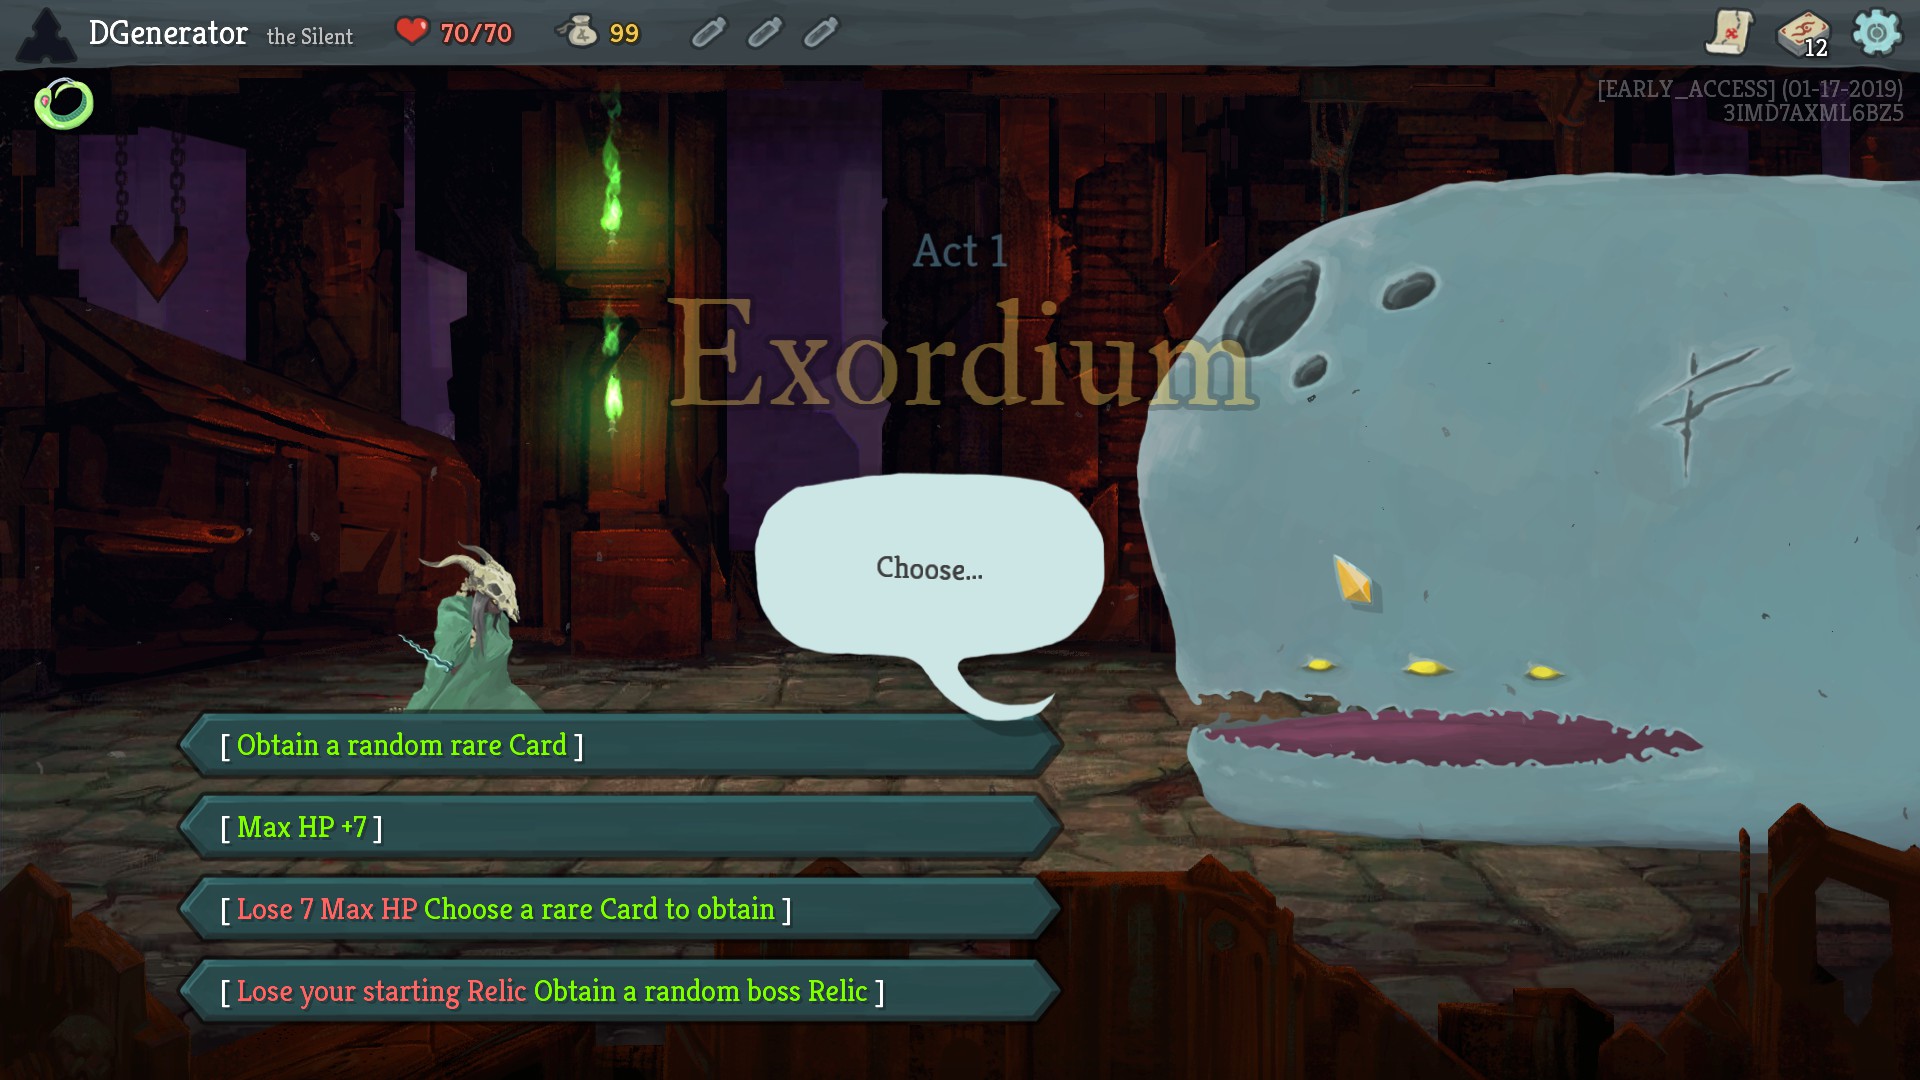 DGenerator the Silent 70/70 99 12
[EARLY_ACCESS] (01-17-2019)
3IMD7AXML6BZ5
Act 1
Exordium
Choose...
[ Obtain a random rare Card ]
[ Max HP +7 ]
[ Lose 7 Max HP Choose a rare Card to obtain ]
[ Lose your starting Relic Obtain a random boss Relic ]